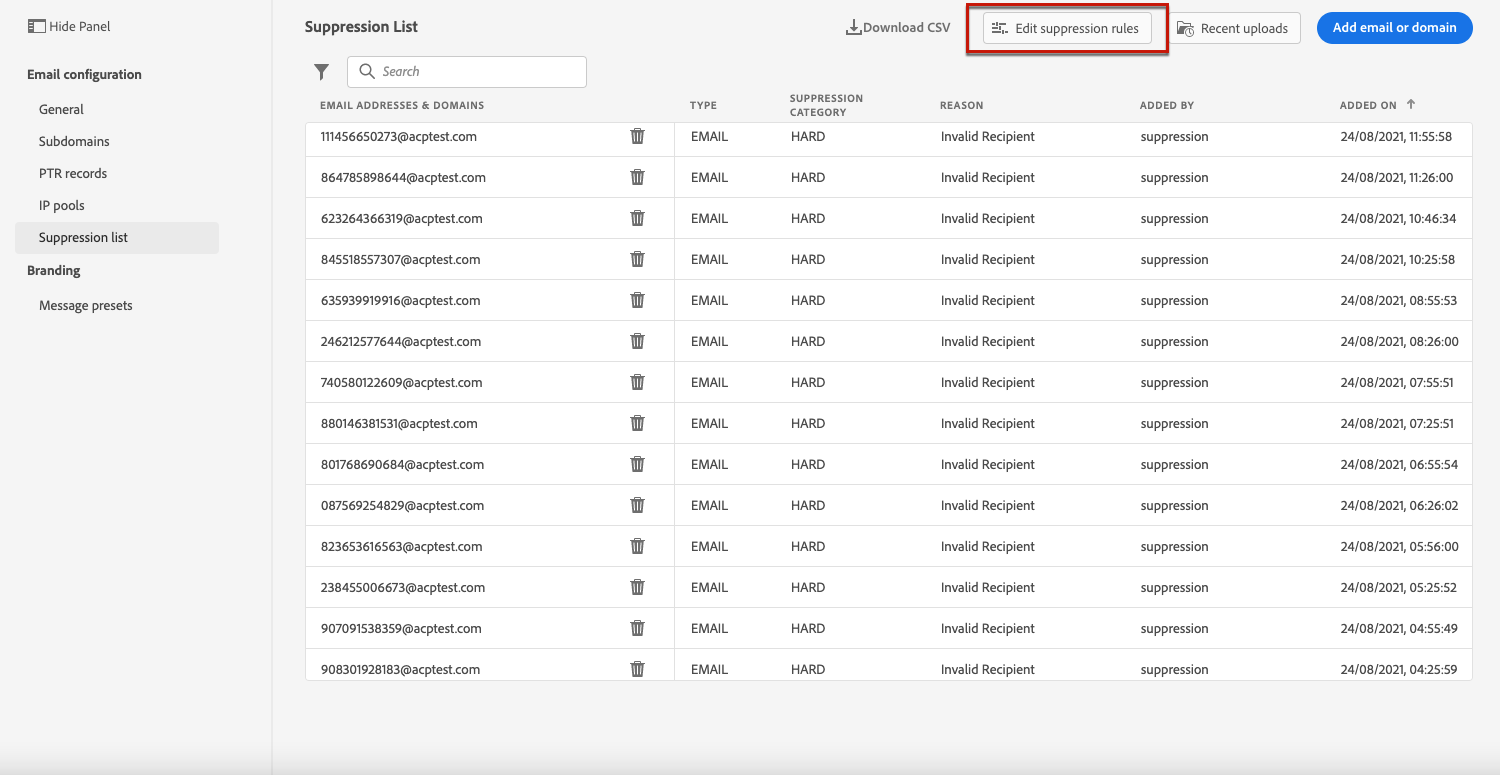 Hide Panel
Email configuration
General
Subdomains
PTR records
IP pools
Suppression list
Branding
Message presets
Suppression List
Download CSV
Edit suppression rules
Recent uploads
Add email or domain
Search
EMAIL ADDRESSES & DOMAINS TYPE SUPPRESSION CATEGORY REASON ADDED BY ADDED ON
111456650273@acptest.com EMAIL HARD Invalid Recipient suppression 24/08/2021, 11:55:58
864785898644@acptest.com EMAIL HARD Invalid Recipient suppression 24/08/2021, 11:26:00
623264366319@acptest.com EMAIL HARD Invalid Recipient suppression 24/08/2021, 10:46:34
845518557307@acptest.com EMAIL HARD Invalid Recipient suppression 24/08/2021, 10:25:58
635939919916@acptest.com EMAIL HARD Invalid Recipient suppression 24/08/2021, 08:55:53
246212577644@acptest.com EMAIL HARD Invalid Recipient suppression 24/08/2021, 08:26:00
740580122609@acptest.com EMAIL HARD Invalid Recipient suppression 24/08/2021, 07:55:51
880146381531@acptest.com EMAIL HARD Invalid Recipient suppression 24/08/2021, 07:25:51
801768690684@acptest.com EMAIL HARD Invalid Recipient suppression 24/08/2021, 06:55:54
087569254829@acptest.com EMAIL HARD Invalid Recipient suppression 24/08/2021, 06:26:02
823653616563@acptest.com EMAIL HARD Invalid Recipient suppression 24/08/2021, 05:56:00
238455006673@acptest.com EMAIL HARD Invalid Recipient suppression 24/08/2021, 05:25:52
907091538359@acptest.com EMAIL HARD Invalid Recipient suppression 24/08/2021, 04:55:49
908301928183@acptest.com EMAIL HARD Invalid Recipient suppression 24/08/2021, 04:25:59